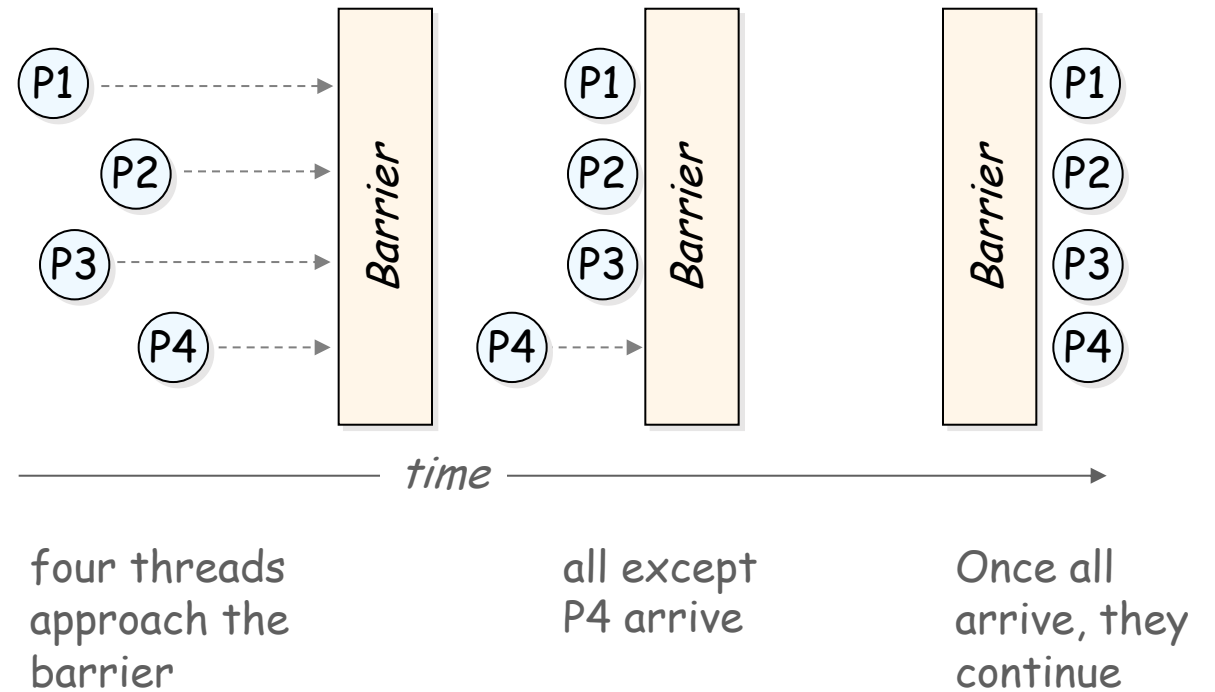 P1
P2
P3
P4
Barrier
P1
P2
P3
P4
Barrier
Barrier
P1
P2
P3
P4
time
four threads
approach the
barrier
all except
P4 arrive
Once all
arrive, they
continue